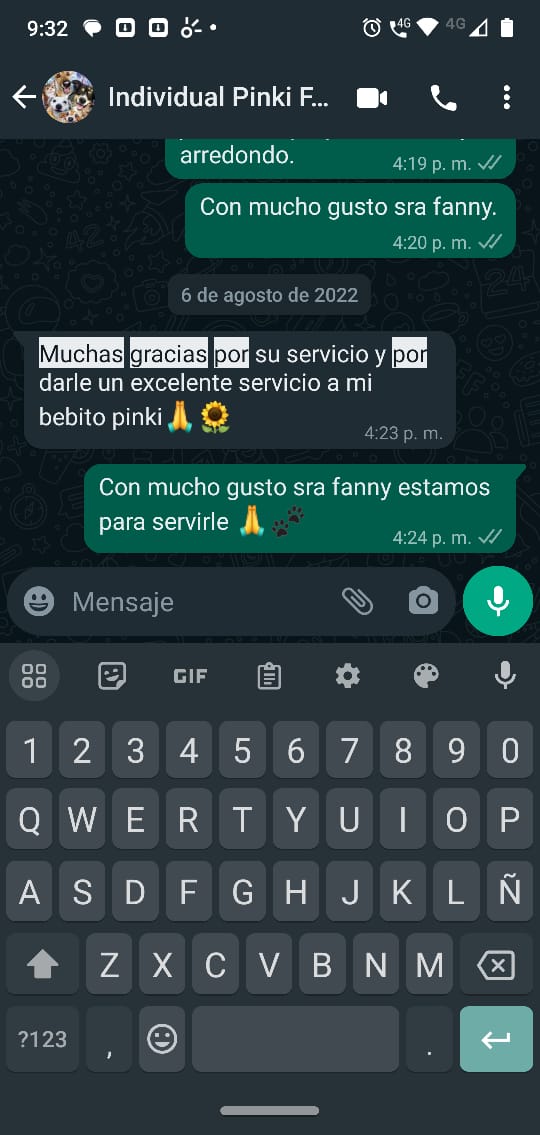 9:32
4G 4G
Individual Pinki F...
arredondo.
4:19 p. m.
Con mucho gusto sra fanny.
4:20 p. m.
6 de agosto de 2022
Muchas gracias por su servicio y por
darle un excelente servicio a mi
bebito pinki🙏🌻
4:23 p. m.
Con mucho gusto sra fanny estamos
para servirle 🙏🐾
4:24 p. m.
Mensaje
GIF
1 2 3 4 5 6 7 8 9 0
Q W E R T Y U I O P
A S D F G H J K L Ñ
Z X C V B N M
?123 , .